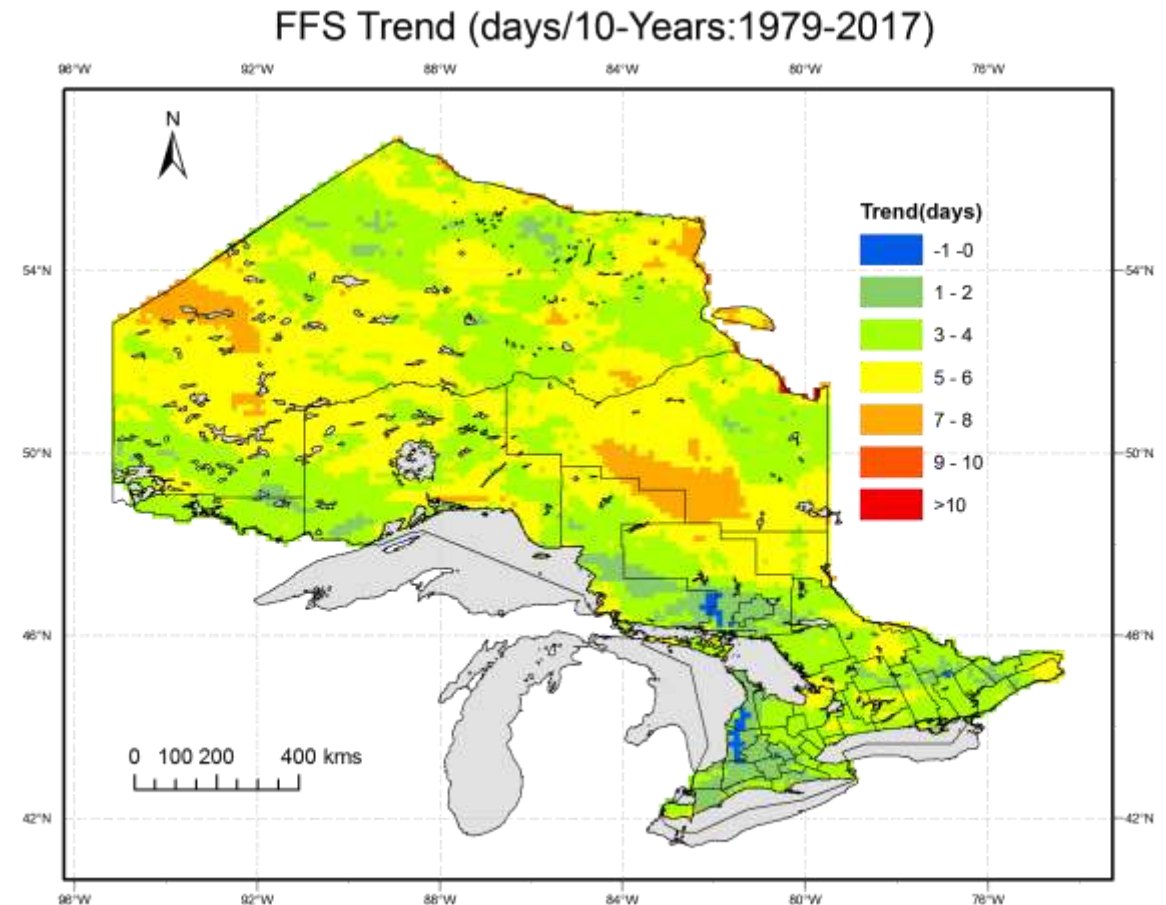 FFS Trend (days/10-Years:1979-2017)
96°W 92°W 88°W 84°W 80°W 76°W
N
Trend(days)
-1 -0
54°N 54°N
1 - 2
3 - 4
5 - 6
7 - 8
50°N 50°N
9 - 10
>10
46°N 46°N
0 100 200 400 kms
42°N 42°N
96°W 92°W 88°W 84°W 80°W 76°W